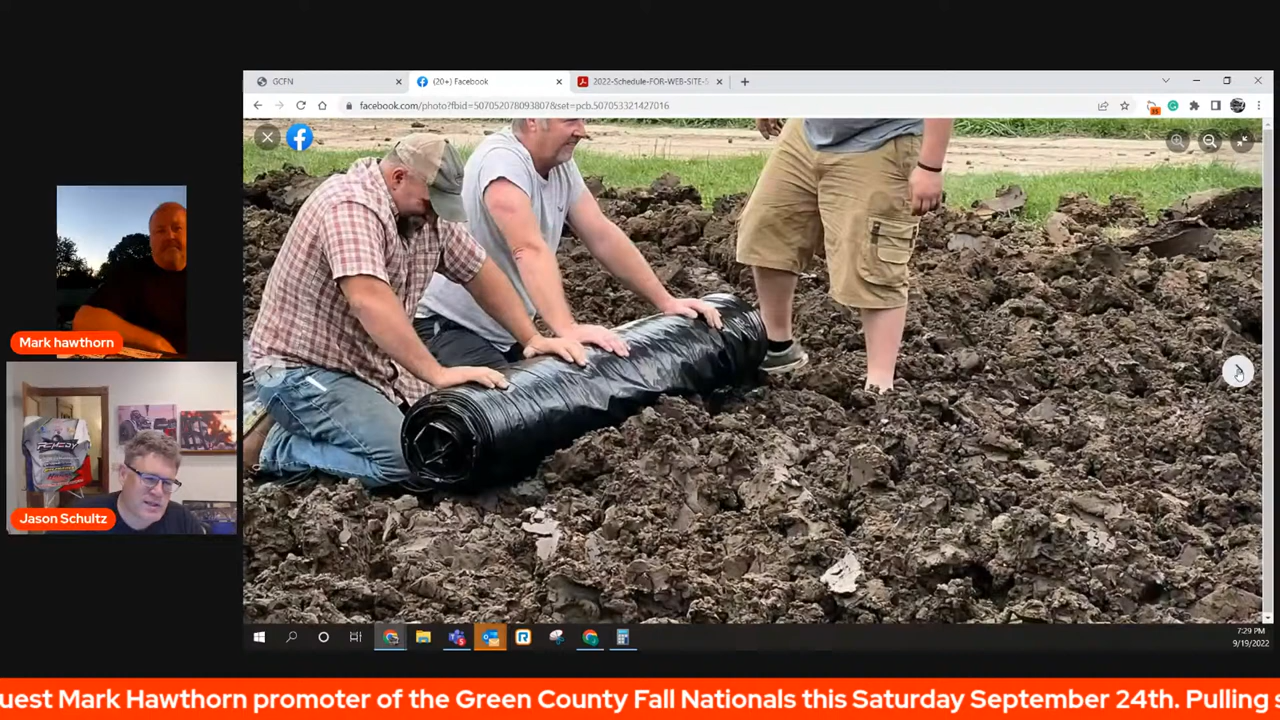 GCFN
(20+) Facebook
2022-Schedule-FOR-WEB-SITE-S
facebook.com/photo?fbid=507052078093807&set=pcb.507053321427016
Mark hawthorn
REMEDY
Jason Schultz
7:29 PM
9/19/2022
uest Mark Hawthorn promoter of the Green County Fall Nationals this Saturday September 24th. Pulling s